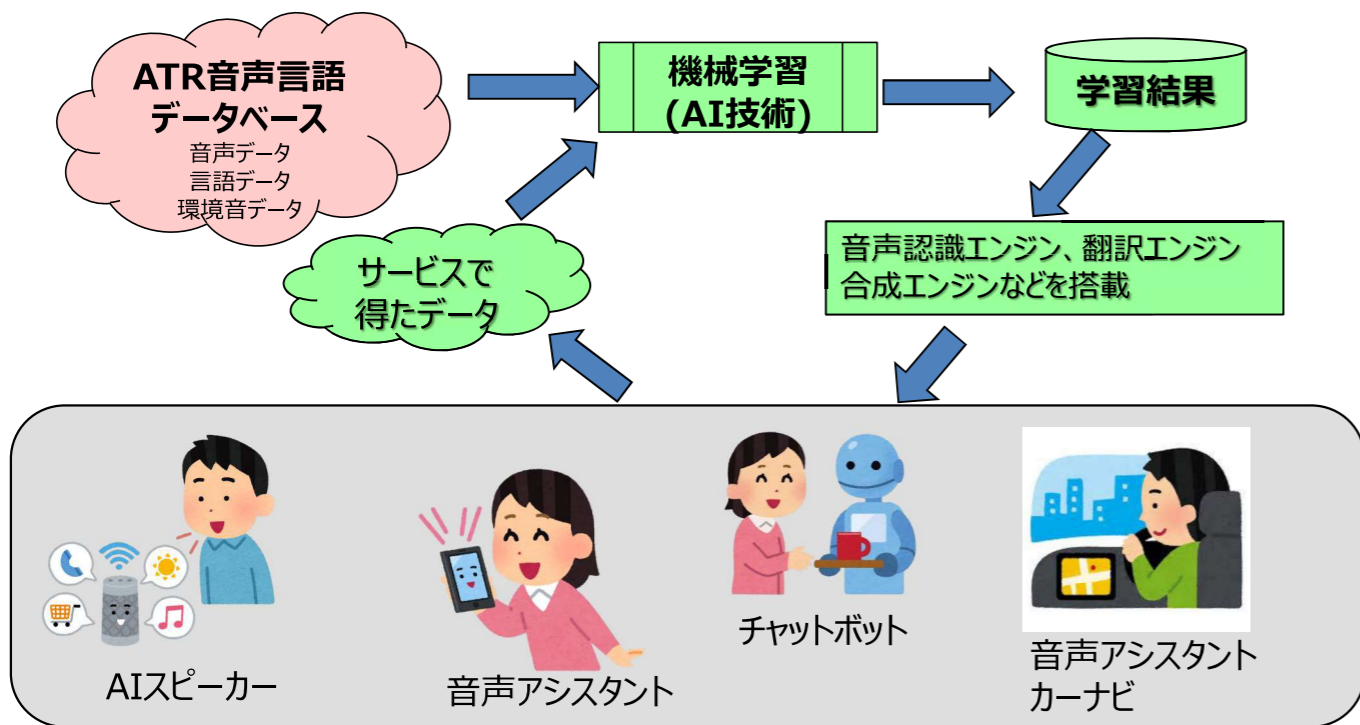 ATR音声言語
データベース
音声データ
言語データ
環境音データ
機械学習
(AI技術)
学習結果
サービスで
得たデータ
音声認識エンジン、翻訳エンジン
合成エンジンなどを搭載
AIスピーカー
音声アシスタント
チャットボット
音声アシスタント
カーナビ